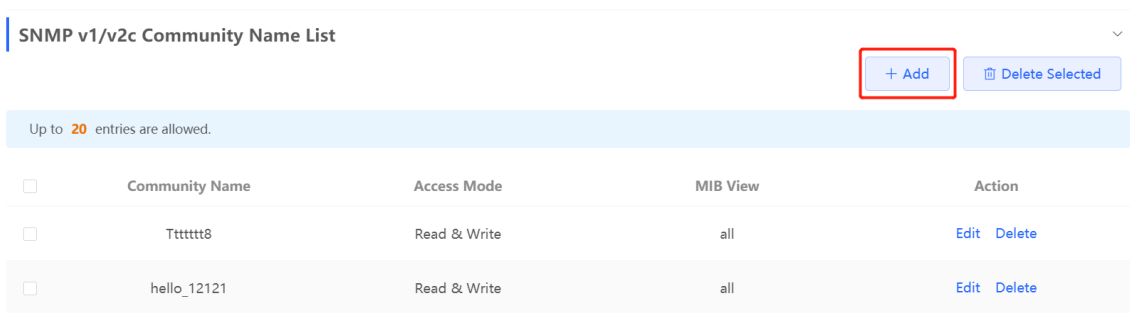 SNMP v1/v2c Community Name List
+ Add Delete Selected
Up to 20 entries are allowed.
Community Name Access Mode MIB View Action
Ttttttt8 Read & Write all Edit Delete
hello_12121 Read & Write all Edit Delete